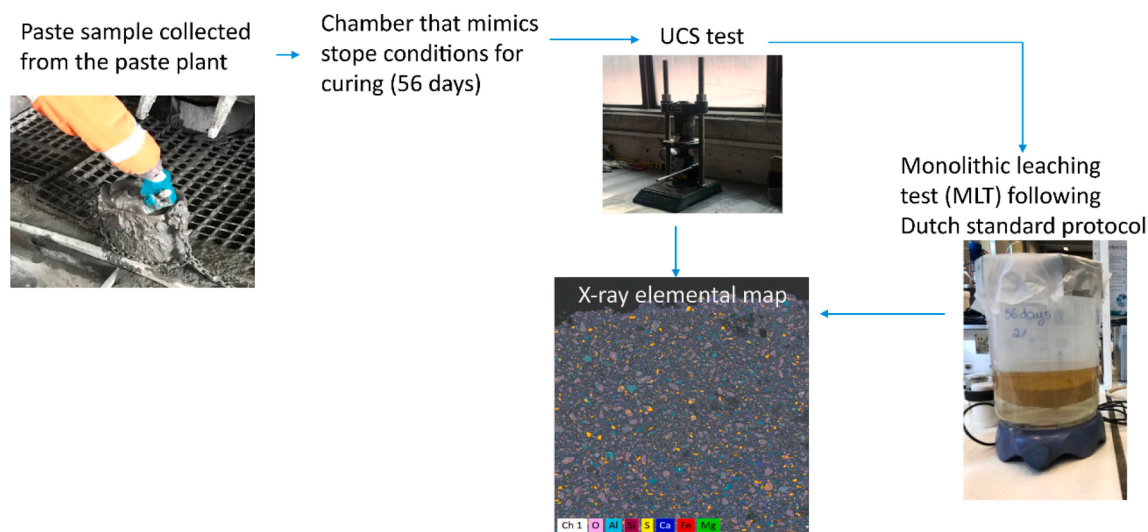 Paste sample collected
from the paste plant
Chamber that mimics
stope conditions for
curing (56 days)
UCS test
Monolithic leaching
test (MLT) following
Dutch standard protocol
X-ray elemental map
56days
Ch 1 O Al Si S Ca Fe Mg